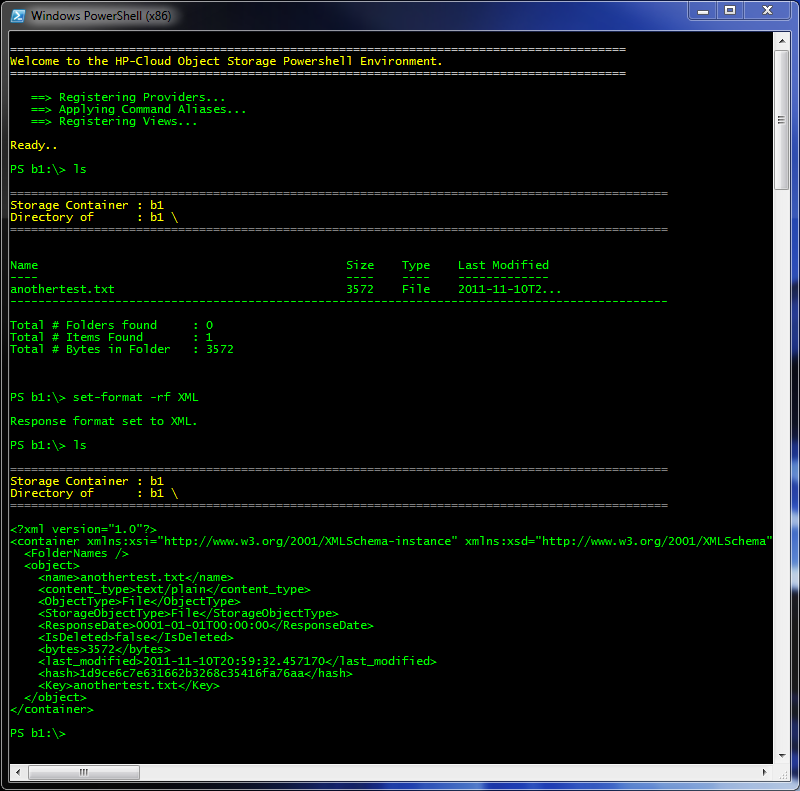 Windows PowerShell (x86)
========================================================================================
Welcome to the HP-Cloud Object Storage Powershell Environment.
========================================================================================
==> Registering Providers...
==> Applying Command Aliases...
==> Registering Views...
Ready..
PS b1:\> ls
==============================================================================================
Storage Container : b1
Directory of      : b1 \
==============================================================================================
Name                                            Size    Type    Last Modified
----                                            ----    ----    -------------
anothertest.txt                                 3572    File    2011-11-10T2...
----------------------------------------------------------------------------------------------
Total # Folders found     : 0
Total # Items Found       : 1
Total # Bytes in Folder   : 3572
PS b1:\> set-format -rf XML
Response format set to XML.
PS b1:\> ls
==============================================================================================
Storage Container : b1
Directory of      : b1 \
==============================================================================================
<?xml version="1.0"?>
<container xmlns:xsi="http://www.w3.org/2001/XMLSchema-instance" xmlns:xsd="http://www.w3.org/2001/XMLSchema"
  <FolderNames />
  <object>
    <name>anothertest.txt</name>
    <content_type>text/plain</content_type>
    <ObjectType>File</ObjectType>
    <StorageObjectType>File</StorageObjectType>
    <ResponseDate>0001-01-01T00:00:00</ResponseDate>
    <IsDeleted>false</IsDeleted>
    <bytes>3572</bytes>
    <last_modified>2011-11-10T20:59:32.457170</last_modified>
    <hash>1d9ce6c7e631662b3268c35416fa76aa</hash>
    <Key>anothertest.txt</Key>
  </object>
</container>
PS b1:\>